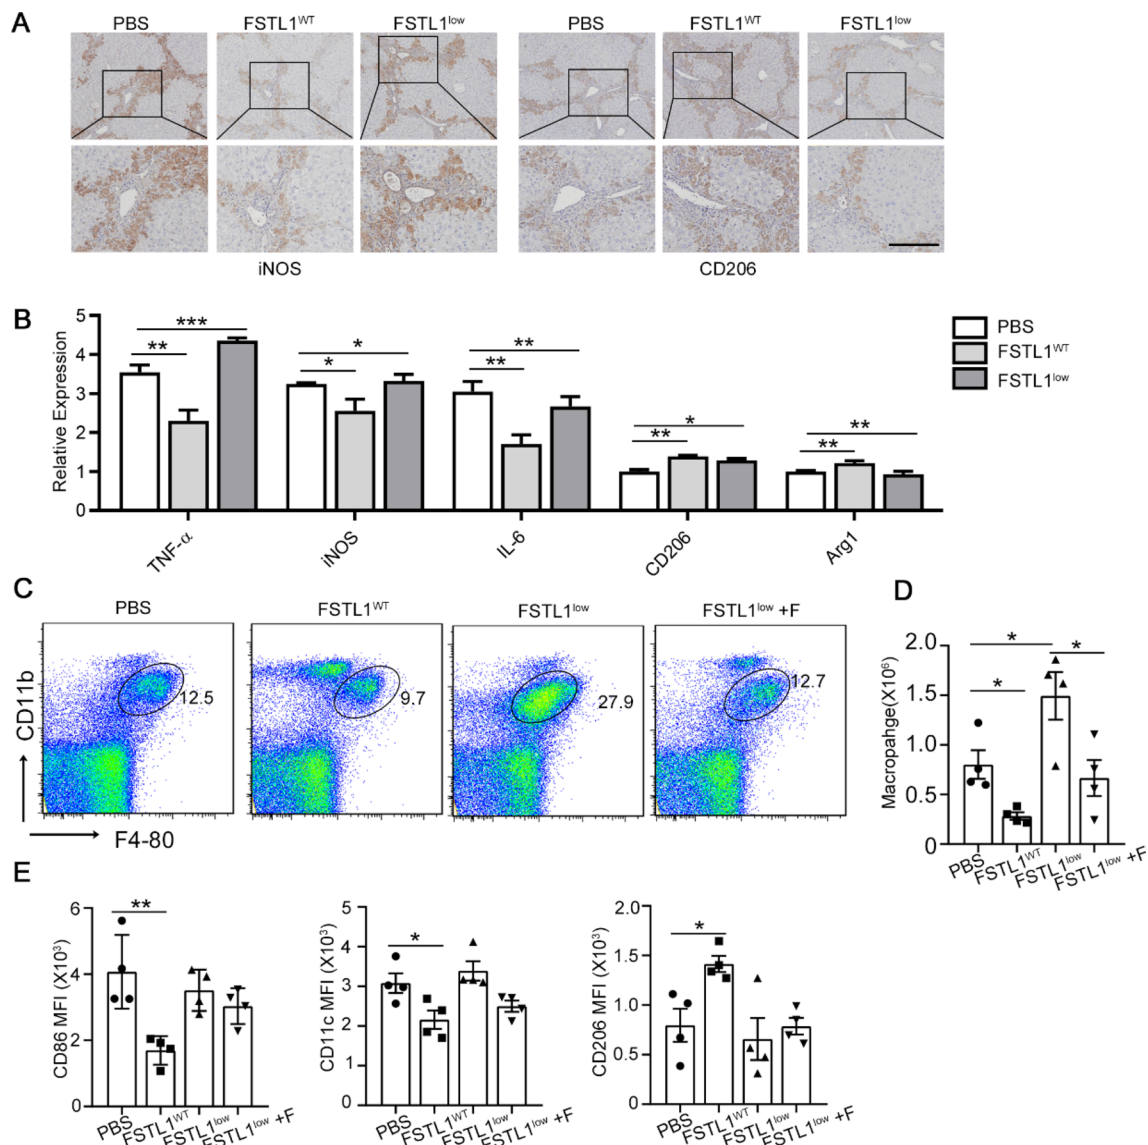 A
PBS FSTL1WT FSTL1low PBS FSTL1WT FSTL1low
iNOS CD206
B
Relative Expression
5
4
3
2
1
0
*** ** * * ** ** * ** ** **
TNF-α iNOS IL-6 CD206 Arg1
PBS
FSTL1WT
FSTL1low
C
PBS FSTL1WT FSTL1low FSTL1low +F
CD11b
12.5 9.7 27.9 12.7
F4-80
D
Macropahge(X106)
2.0
1.5
1.0
0.5
0
* * *
PBS FSTL1WT FSTL1low FSTL1low +F
E
CD86 MFI (X103)
6
4
2
0
**
PBS FSTL1WT FSTL1low FSTL1low +F
CD11c MFI (X103)
5
4
3
2
1
0
*
PBS FSTL1WT FSTL1low FSTL1low +F
CD206 MFI (X103)
2.0
1.5
1.0
0.5
0
*
PBS FSTL1WT FSTL1low FSTL1low +F